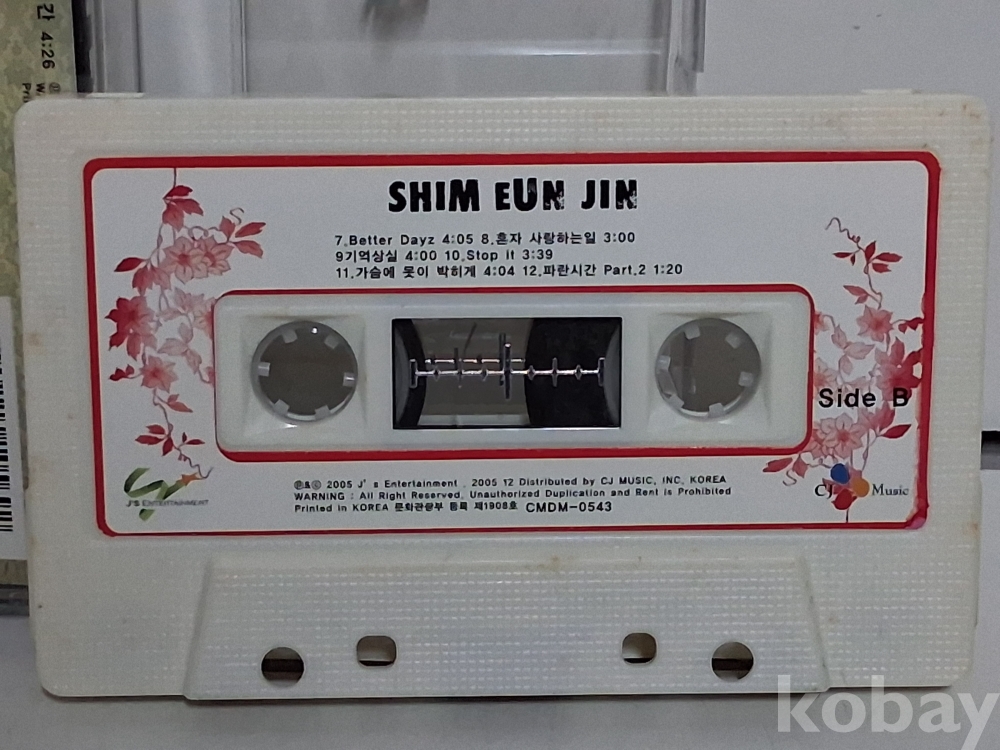 간 4:26
SHIM EUN JIN
7.Better Dayz 4:05 8.혼자 사랑하는일 3:00
9기억상실 4:00 10.Stop it 3:39
11.가슴에 못이 박히게 4:04 12.파란시간 Part.2 1:20
Side B
J's ENTERTAINMENT
CJ Music
℗&© 2005 J' s Entertainment . 2005 12 Distributed by CJ MUSIC, INC, KOREA
WARNING : All Right Reserved. Unauthorized Duplication and Rent is Prohibited
Printed in KOREA 문화관광부 등록 제1908호 CMDM-0543
kobay